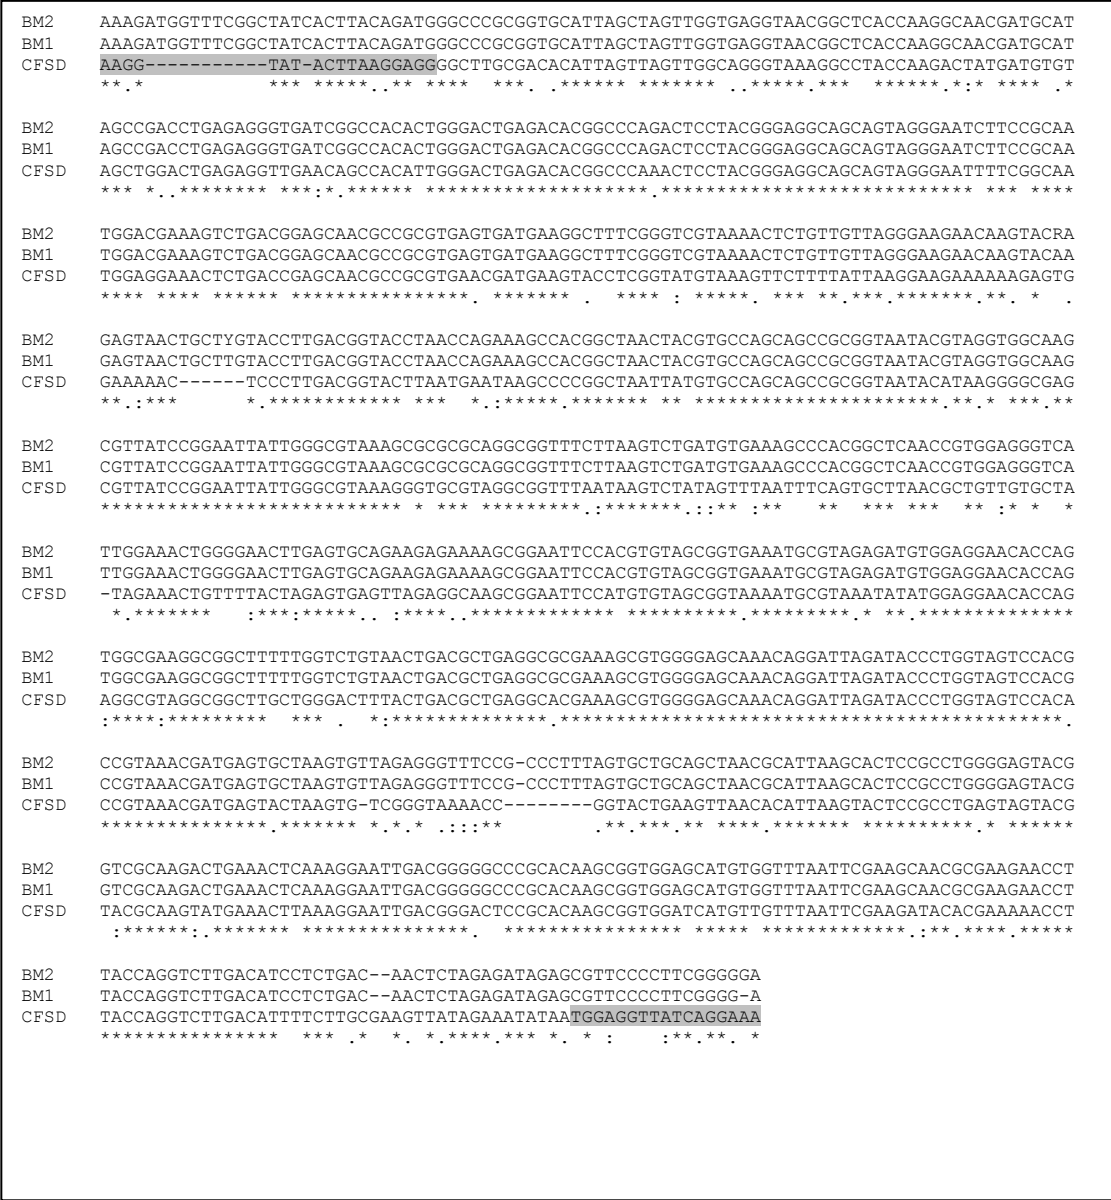 BM2 AAAGATGGTTTCGGCTATCACTTACAGATGGGCCCGCGGTGCATTAGCTAGTTGGTGAGGTAACGGCTCACCAAGGCAACGATGCAT
BM1 AAAGATGGTTTCGGCTATCACTTACAGATGGGCCCGCGGTGCATTAGCTAGTTGGTGAGGTAACGGCTCACCAAGGCAACGATGCAT
CFSD AAGG-----------TAT-ACTTAAGGAGGGGCTTGCGACACATTAGTTAGTTGGCAGGGTAAAGGCCTACCAAGACTATGATGTGT
**.*           *** *****..** ****  ***. .****** ******* ..*****.***  ******.*:* **** .*
BM2 AGCCGACCTGAGAGGGTGATCGGCCACACTGGGACTGAGACACGGCCCAGACTCCTACGGGAGGCAGCAGTAGGGAATCTTCCGCAA
BM1 AGCCGACCTGAGAGGGTGATCGGCCACACTGGGACTGAGACACGGCCCAGACTCCTACGGGAGGCAGCAGTAGGGAATCTTCCGCAA
CFSD AGCTGGACTGAGAGGTTGAACAGCCACATTGGGACTGAGACACGGCCCAAACTCCTACGGGAGGCAGCAGTAGGGAATTTTCGGCAA
*** *..******** ***:*.****** ********************.**************************** *** ****
BM2 TGGACGAAAGTCTGACGGAGCAACGCCGCGTGAGTGATGAAGGCTTTCGGGTCGTAAAACTCTGTTGTTAGGGAAGAACAAGTACRA
BM1 TGGACGAAAGTCTGACGGAGCAACGCCGCGTGAGTGATGAAGGCTTTCGGGTCGTAAAACTCTGTTGTTAGGGAAGAACAAGTACAA
CFSD TGGAGGAAACTCTGACCGAGCAACGCCGCGTGAACGATGAAGTACCTCGGTATGTAAAGTTCTTTTATTAAGGAAGAAAAAAGAGTG
**** **** ****** ****************. ******* .  **** : *****. *** **.***.*******.**. *  .
BM2 GAGTAACTGCTYGTACCTTGACGGTACCTAACCAGAAAGCCACGGCTAACTACGTGCCAGCAGCCGCGGTAATACGTAGGTGGCAAG
BM1 GAGTAACTGCTTGTACCTTGACGGTACCTAACCAGAAAGCCACGGCTAACTACGTGCCAGCAGCCGCGGTAATACGTAGGTGGCAAG
CFSD GAAAAAC------TCCCTTGACGGTACTTAATGAATAAGCCCCGGCTAATTATGTGCCAGCAGCCGCGGTAATACATAAGGGGCGAG
**.:***      *.************ ***  *.:*****.******* ** **********************.**.* ***.**
BM2 CGTTATCCGGAATTATTGGGCGTAAAGCGCGCGCAGGCGGTTTCTTAAGTCTGATGTGAAAGCCCACGGCTCAACCGTGGAGGGTCA
BM1 CGTTATCCGGAATTATTGGGCGTAAAGCGCGCGCAGGCGGTTTCTTAAGTCTGATGTGAAAGCCCACGGCTCAACCGTGGAGGGTCA
CFSD CGTTATCCGGAATTATTGGGCGTAAAGGGTGCGTAGGCGGTTTAATAAGTCTATAGTTTAATTTCAGTGCTTAACGCTGTTGTGCTA
*************************** * *** *********.:*******.::** :**   **  *** ***  ** :* *  *
BM2 TTGGAAACTGGGGAACTTGAGTGCAGAAGAGAAAAGCGGAATTCCACGTGTAGCGGTGAAATGCGTAGAGATGTGGAGGAACACCAG
BM1 TTGGAAACTGGGGAACTTGAGTGCAGAAGAGAAAAGCGGAATTCCACGTGTAGCGGTGAAATGCGTAGAGATGTGGAGGAACACCAG
CFSD -TAGAAACTGTTTTACTAGAGTGAGTTAGAGGCAAGCGGAATTCCATGTGTAGCGGTAAAATGCGTAAATATATGGAGGAACACCAG
*.*******   :***:*****.. :****..************* **********.*********.* **.**************
BM2 TGGCGAAGGCGGCTTTTTGGTCTGTAACTGACGCTGAGGCGCGAAAGCGTGGGGAGCAAACAGGATTAGATACCCTGGTAGTCCACG
BM1 TGGCGAAGGCGGCTTTTTGGTCTGTAACTGACGCTGAGGCGCGAAAGCGTGGGGAGCAAACAGGATTAGATACCCTGGTAGTCCACG
CFSD AGGCGTAGGCGGCTTGCTGGGACTTTACTGACGCTGAGGCACGAAAGCGTGGGGAGCAAACAGGATTAGATACCCTGGTAGTCCACA
:****:*********  *** .  *:**************.*********************************************.
BM2 CCGTAAACGATGAGTGCTAAGTGTTAGAGGGTTTCCG-CCCTTTAGTGCTGCAGCTAACGCATTAAGCACTCCGCCTGGGGAGTACG
BM1 CCGTAAACGATGAGTGCTAAGTGTTAGAGGGTTTCCG-CCCTTTAGTGCTGCAGCTAACGCATTAAGCACTCCGCCTGGGGAGTACG
CFSD CCGTAAACGATGAGTACTAAGTG-TCGGGTAAAACC--------GGTACTGAAGTTAACACATTAAGTACTCCGCCTGAGTAGTACG
***************.******* *.*.* .:::**        .**.***.** ****.******* **********.* ******
BM2 GTCGCAAGACTGAAACTCAAAGGAATTGACGGGGGCCCGCACAAGCGGTGGAGCATGTGGTTTAATTCGAAGCAACGCGAAGAACCT
BM1 GTCGCAAGACTGAAACTCAAAGGAATTGACGGGGGCCCGCACAAGCGGTGGAGCATGTGGTTTAATTCGAAGCAACGCGAAGAACCT
CFSD TACGCAAGTATGAAACTTAAAGGAATTGACGGGACTCCGCACAAGCGGTGGATCATGTTGTTTAATTCGAAGATACACGAAAAACCT
:******:.******* ***************.  **************** ***** *************.:**.****.*****
BM2 TACCAGGTCTTGACATCCTCTGAC--AACTCTAGAGATAGAGCGTTCCCCTTCGGGGGA
BM1 TACCAGGTCTTGACATCCTCTGAC--AACTCTAGAGATAGAGCGTTCCCCTTCGGGG-A
CFSD TACCAGGTCTTGACATTTTCTTGCGAAGTTATAGAAATATAATGGAGGTTATCAGGAAA
**************** *** .*  *. *.****.*** *. * :    :**.**. *